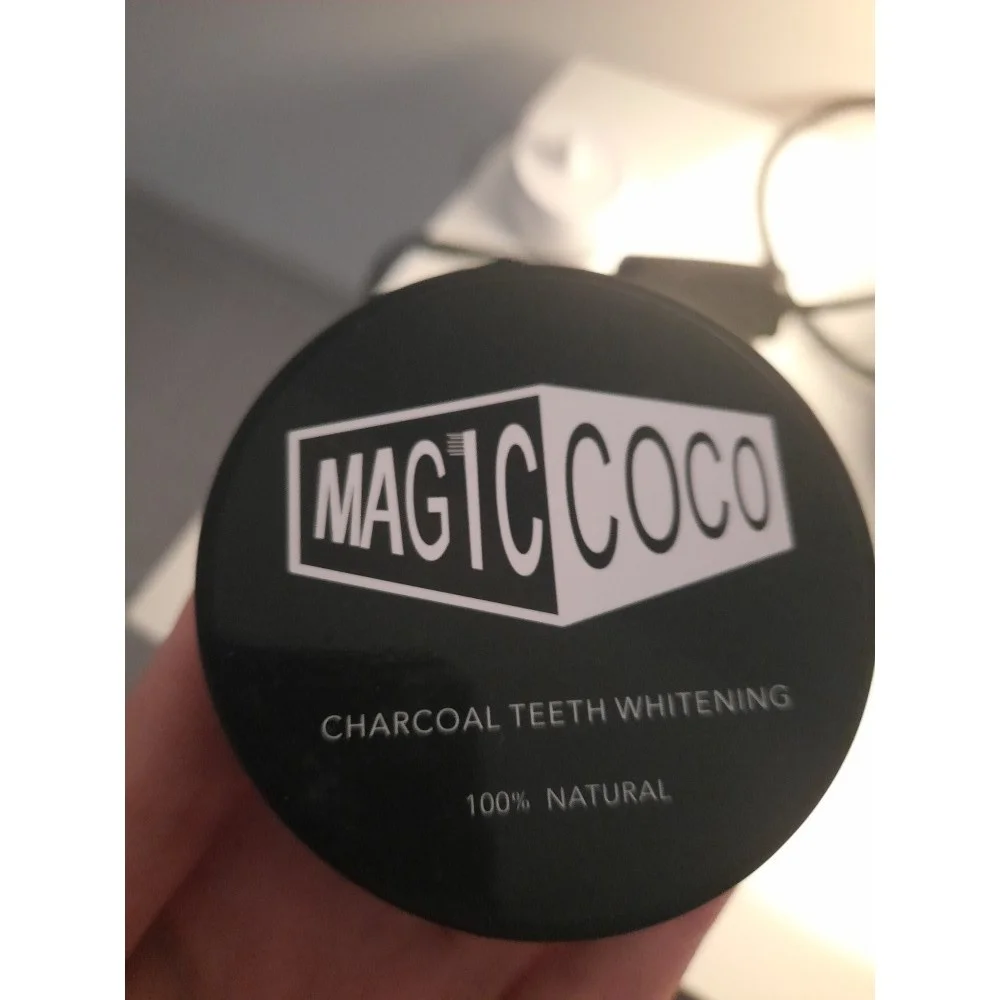 MAGIC COCO
CHARCOAL TEETH WHITENING
100% NATURAL